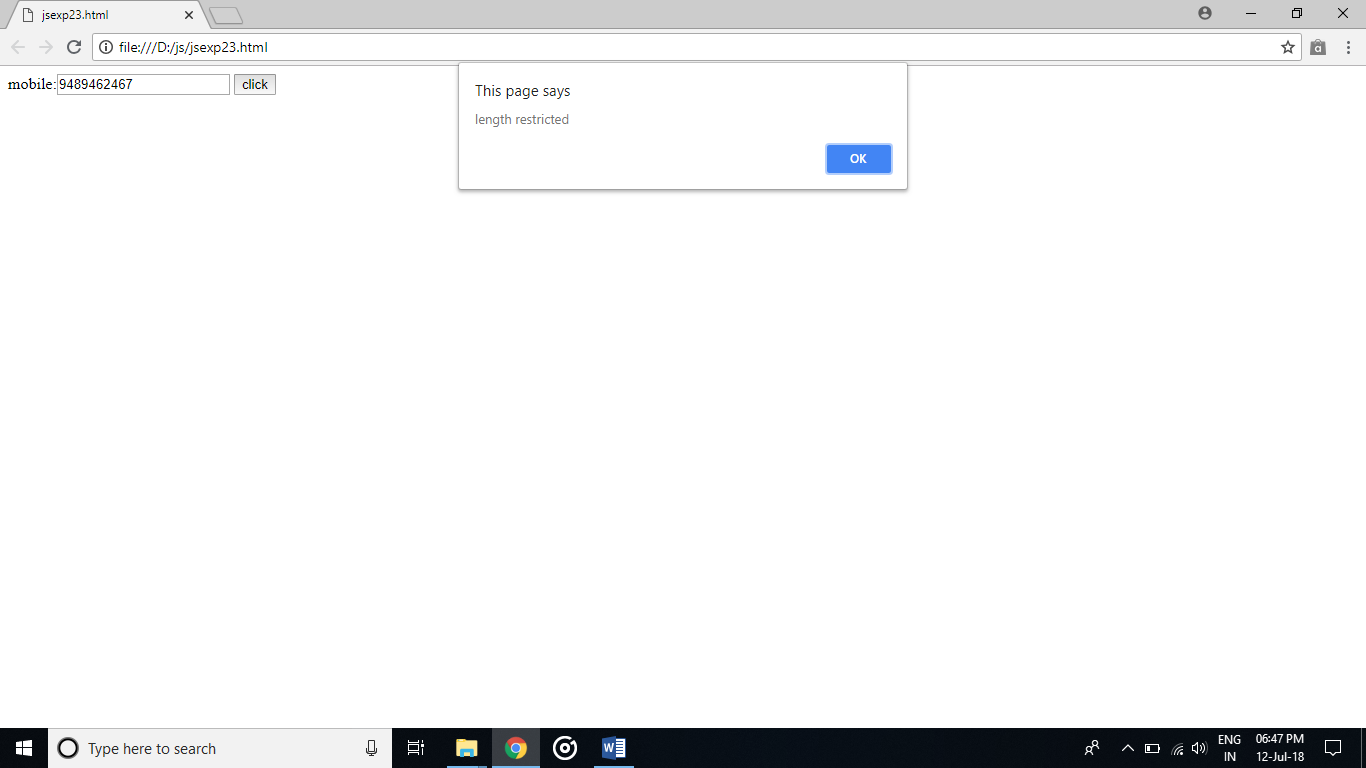 jsexp23.html
file:///D:/js/jsexp23.html
mobile:9489462467 click
This page says
length restricted
OK
Type here to search
ENG
IN
06:47 PM
12-Jul-18